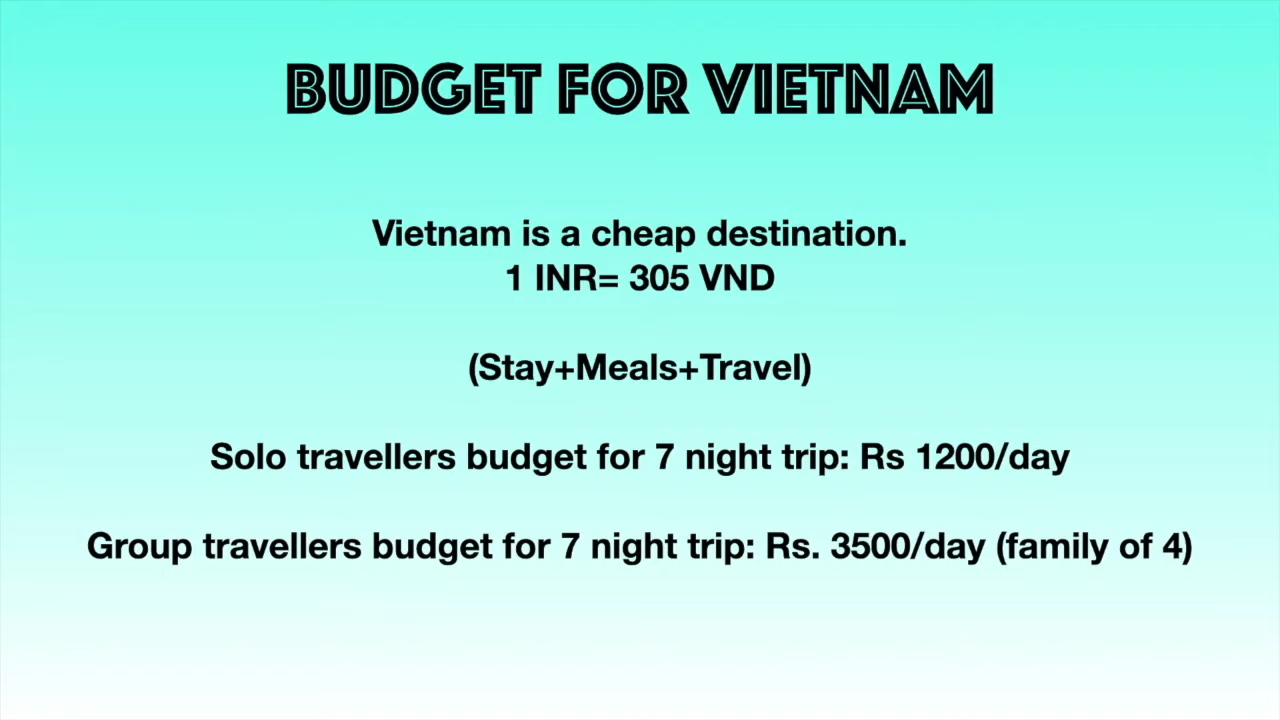 BUDGET FOR VIETNAM
Vietnam is a cheap destination.
1 INR= 305 VND
(Stay+Meals+Travel)
Solo travellers budget for 7 night trip: Rs 1200/day
Group travellers budget for 7 night trip: Rs. 3500/day (family of 4)